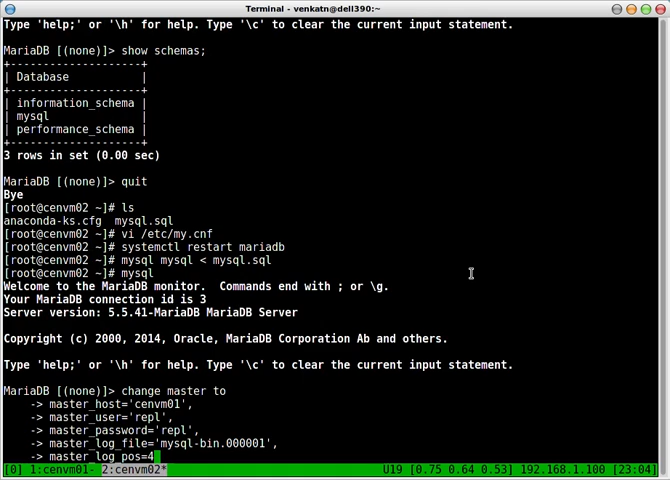 Terminal - venkatn@dell390:~
Type 'help;' or '\h' for help. Type '\c' to clear the current input statement.
MariaDB [(none)]> show schemas;
+--------------------+
| Database           |
+--------------------+
| information_schema |
| mysql              |
| performance_schema |
+--------------------+
3 rows in set (0.00 sec)
MariaDB [(none)]> quit
Bye
[root@cenvm02 ~]# ls
anaconda-ks.cfg  mysql.sql
[root@cenvm02 ~]# vi /etc/my.cnf
[root@cenvm02 ~]# systemctl restart mariadb
[root@cenvm02 ~]# mysql mysql < mysql.sql
[root@cenvm02 ~]# mysql
Welcome to the MariaDB monitor.  Commands end with ; or \g.
Your MariaDB connection id is 3
Server version: 5.5.41-MariaDB MariaDB Server
Copyright (c) 2000, 2014, Oracle, MariaDB Corporation Ab and others.
Type 'help;' or '\h' for help. Type '\c' to clear the current input statement.
MariaDB [(none)]> change master to
    -> master_host='cenvm01',
    -> master_user='repl',
    -> master_password='repl',
    -> master_log_file='mysql-bin.000001',
    -> master_log_pos=4
[0] 1:cenvm01- 2:cenvm02* U19 [0.75 0.64 0.53] 192.168.1.100 [23:04]